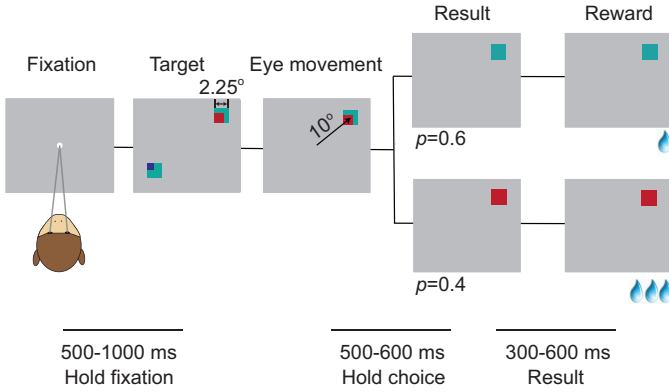 Result
Reward
Fixation
Target
Eye movement
2.25°
10°
p=0.6
p=0.4
500-1000 ms
Hold fixation
500-600 ms
Hold choice
300-600 ms
Result